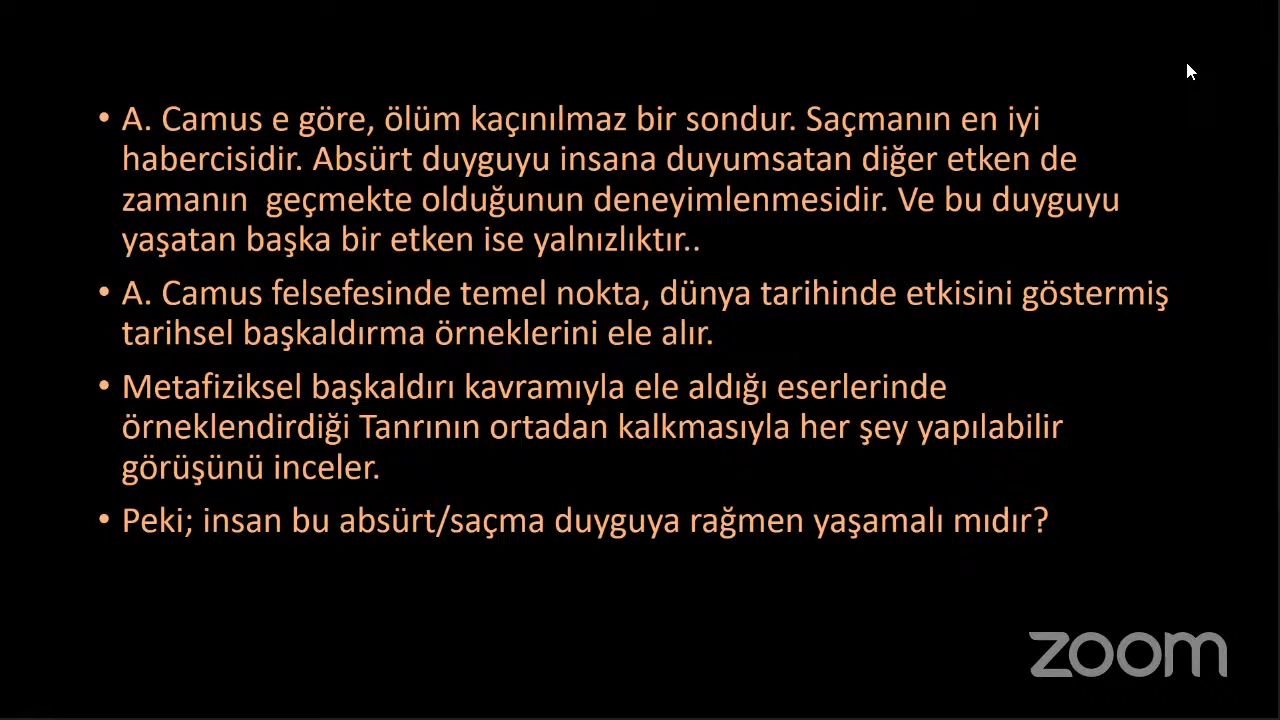 • A. Camus e göre, ölüm kaçınılmaz bir sondur. Saçmanın en iyi
habercisidir. Absürt duyguyu insana duyumsatan diğer etken de
zamanın  geçmekte olduğunun deneyimlenmesidir. Ve bu duyguyu
yaşatan başka bir etken ise yalnızlıktır..
• A. Camus felsefesinde temel nokta, dünya tarihinde etkisini göstermiş
tarihsel başkaldırma örneklerini ele alır.
• Metafiziksel başkaldırı kavramıyla ele aldığı eserlerinde
örneklendirdiği Tanrının ortadan kalkmasıyla her şey yapılabilir
görüşünü inceler.
• Peki; insan bu absürt/saçma duyguya rağmen yaşamalı mıdır?
zoom